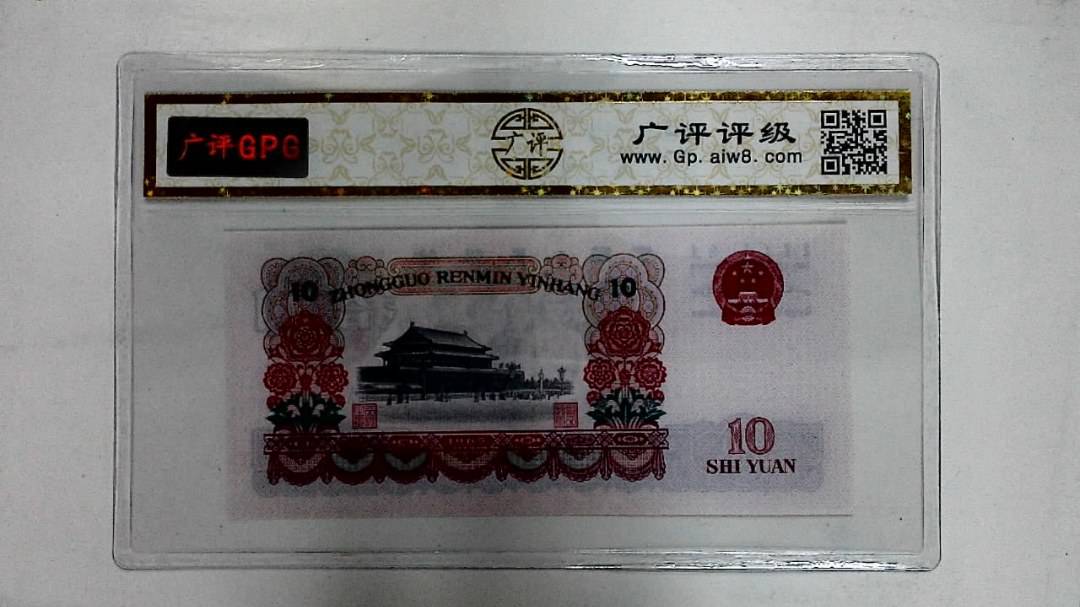 广评GPG
广评
广评评级
www. Gp. aiw8. com
ZHONGGUO RENMIN YINHANG
10
10
10
SHI YUAN